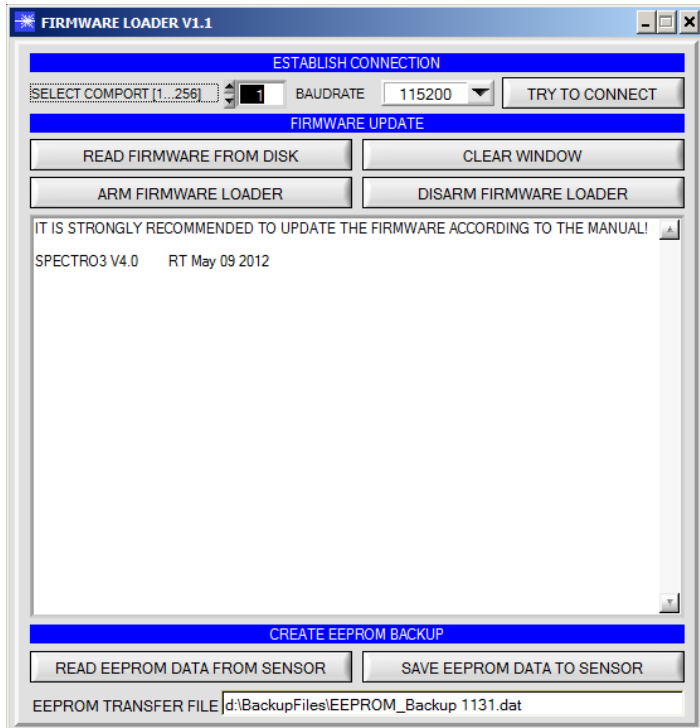 FIRMWARE LOADER V1.1
ESTABLISH CONNECTION
SELECT COMPORT [1...256] 1 BAUDRATE 115200 TRY TO CONNECT
FIRMWARE UPDATE
READ FIRMWARE FROM DISK CLEAR WINDOW
ARM FIRMWARE LOADER DISARM FIRMWARE LOADER
IT IS STRONGLY RECOMMENDED TO UPDATE THE FIRMWARE ACCORDING TO THE MANUAL!
SPECTRO3 V4.0 RT May 09 2012
CREATE EEPROM BACKUP
READ EEPROM DATA FROM SENSOR SAVE EEPROM DATA TO SENSOR
EEPROM TRANSFER FILE d:\BackupFiles\EEPROM_Backup 1131.dat